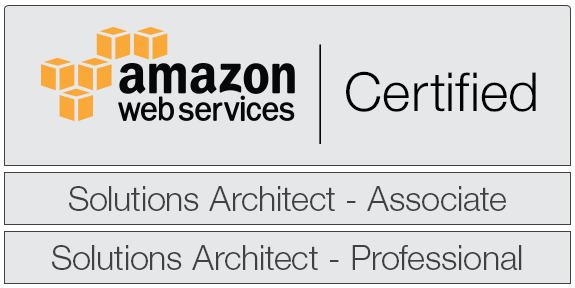 amazon
web services
Certified
Solutions Architect - Associate
Solutions Architect - Professional